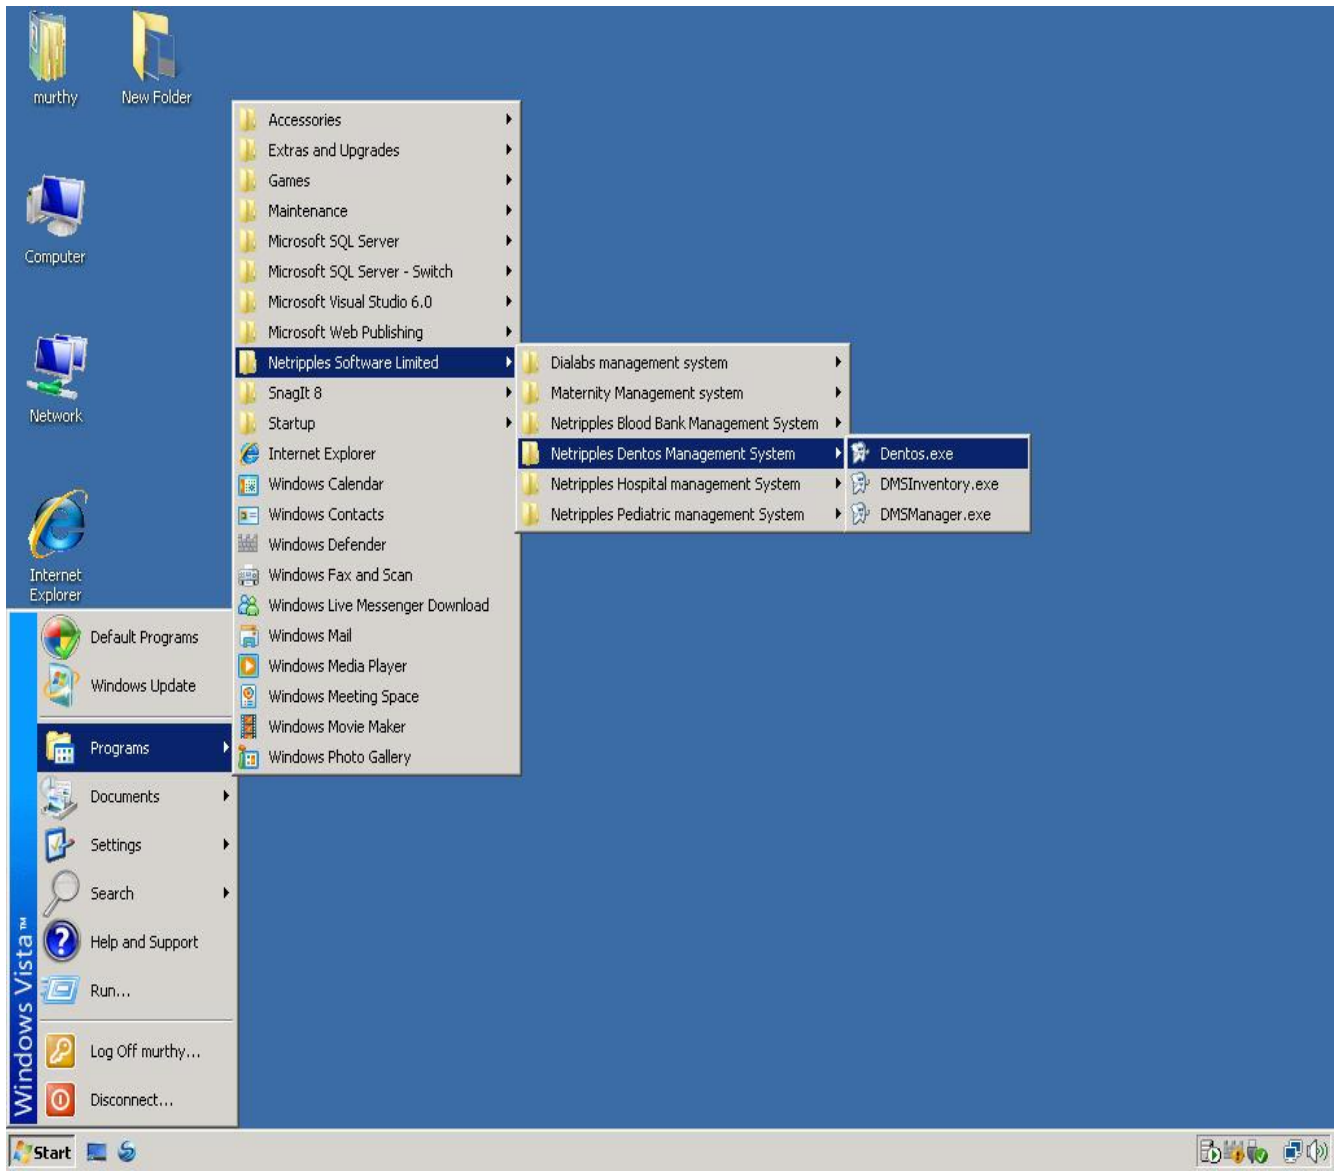 murthy
New Folder
Computer
Network
Internet
Explorer
Accessories
Extras and Upgrades
Games
Maintenance
Microsoft SQL Server
Microsoft SQL Server - Switch
Microsoft Visual Studio 6.0
Microsoft Web Publishing
Netripples Software Limited
SnagIt 8
Startup
Internet Explorer
Windows Calendar
Windows Contacts
Windows Defender
Windows Fax and Scan
Windows Live Messenger Download
Windows Mail
Windows Media Player
Windows Meeting Space
Windows Movie Maker
Windows Photo Gallery
Dialabs management system
Maternity Management system
Netripples Blood Bank Management System
Netripples Dentos Management System
Netripples Hospital management System
Netripples Pediatric management System
Dentos.exe
DMSInventory.exe
DMSManager.exe
Default Programs
Windows Update
Programs
Documents
Settings
Search
Help and Support
Run...
Log Off murthy...
Disconnect...
Windows Vista™
Start